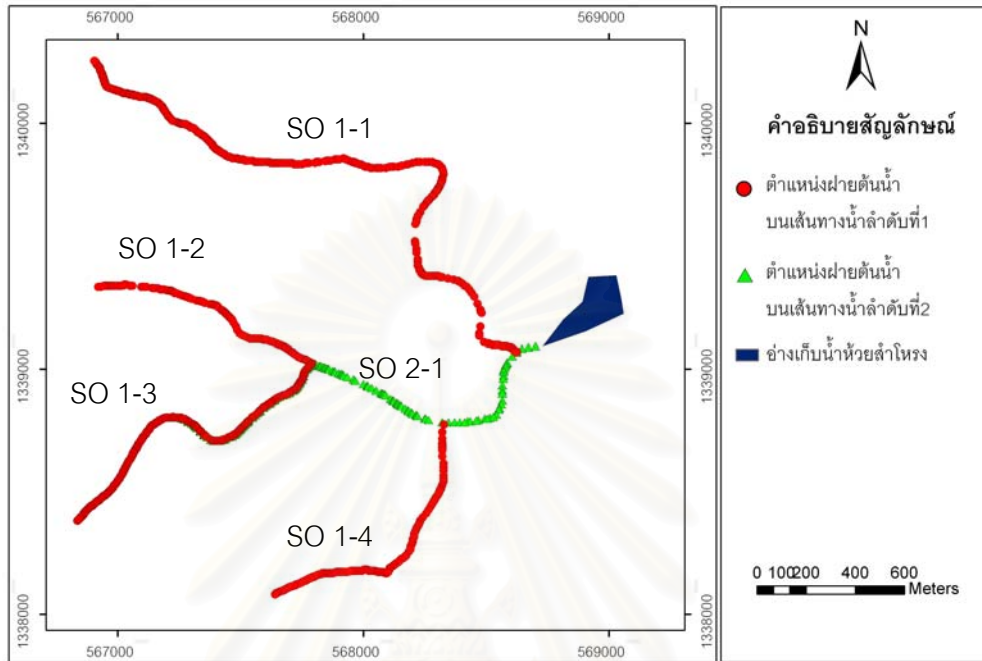 567000
568000
569000
N
1340000
1340000
SO 1-1
คำอธิบายสัญลักษณ์
ตำแหน่งฝายต้นน้ำ
บนเส้นทางน้ำลำดับที่1
SO 1-2
ตำแหน่งฝายต้นน้ำ
บนเส้นทางน้ำลำดับที่2
1339000
SO 2-1
1339000
อ่างเก็บน้ำห้วยสำโหรง
SO 1-3
SO 1-4
0 100200 400 600
Meters
1338000
1338000
567000
568000
569000